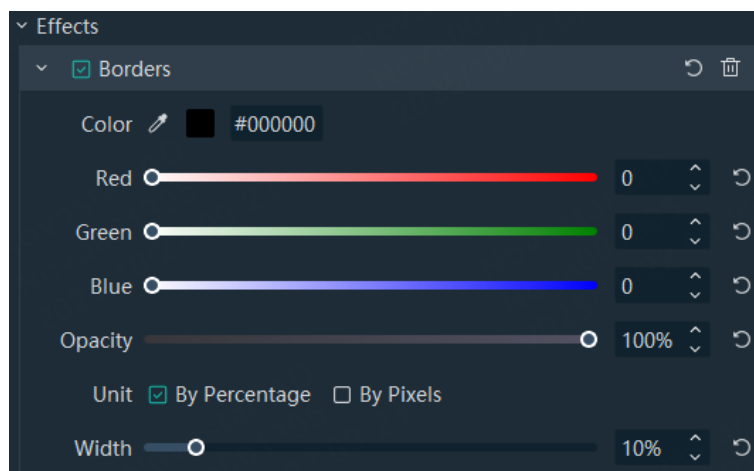 Effects
Borders
Color #000000
Red 0
Green 0
Blue 0
Opacity 100%
Unit By Percentage By Pixels
Width 10%